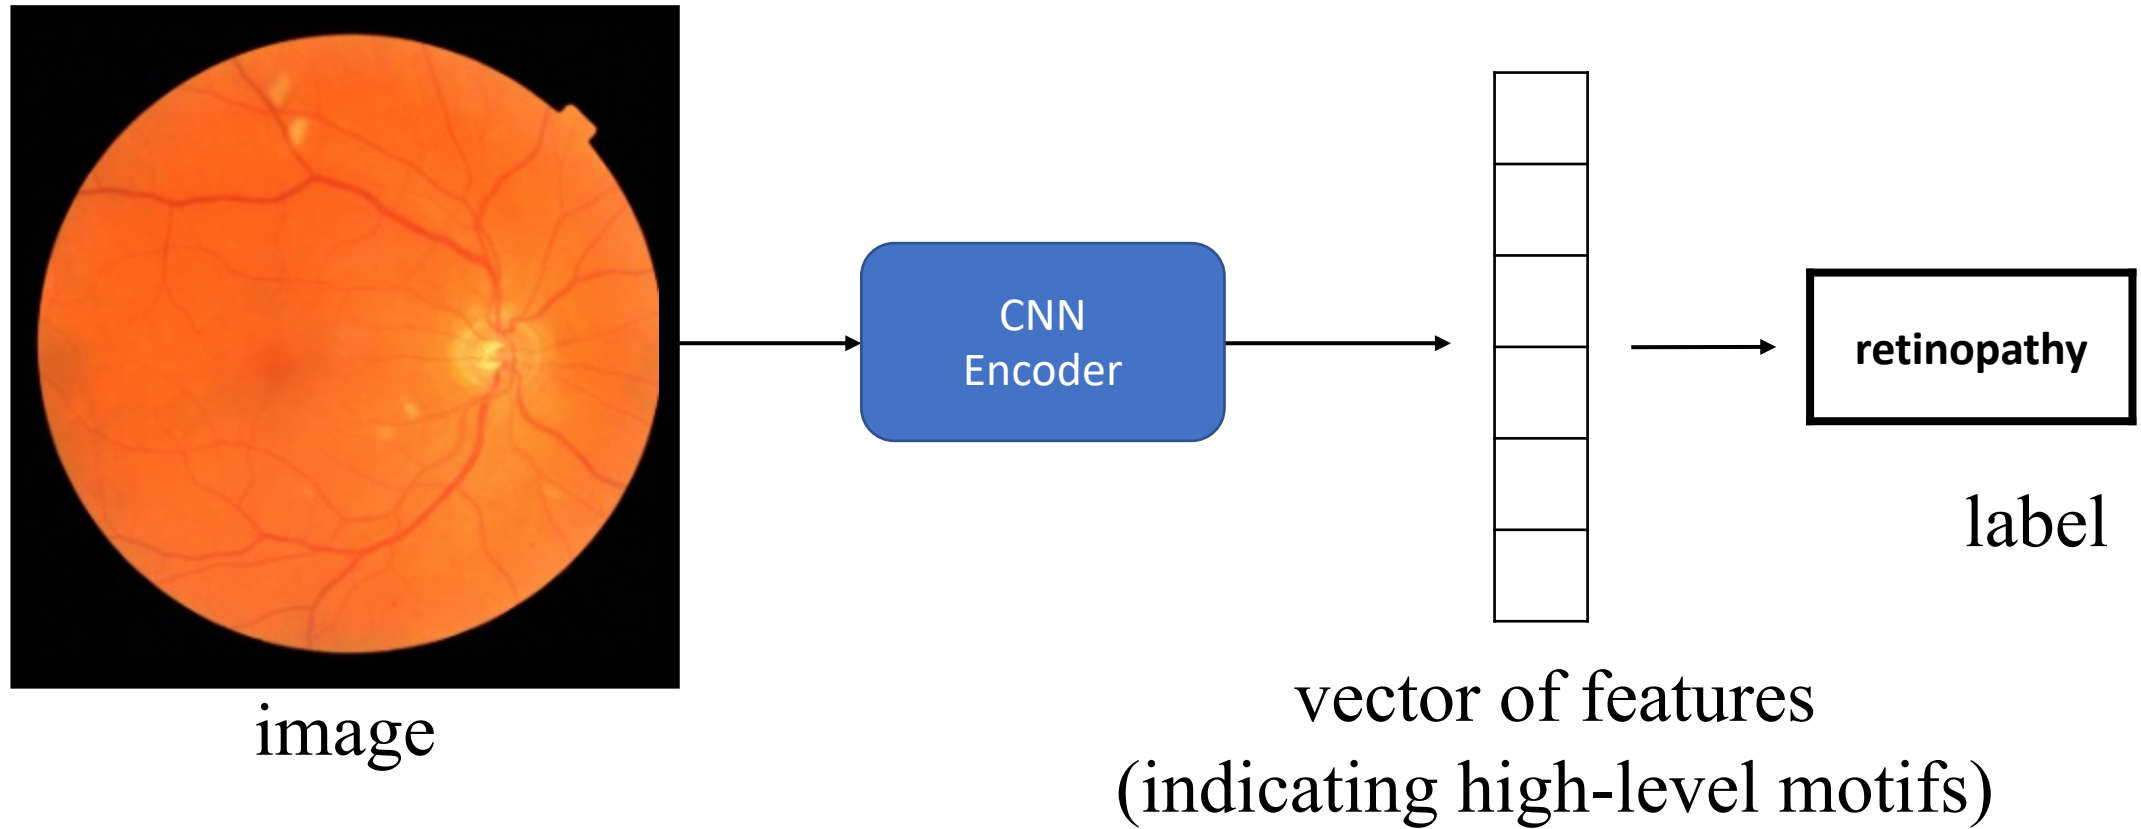 CNN
Encoder
retinopathy
label
image
vector of features
(indicating high-level motifs)